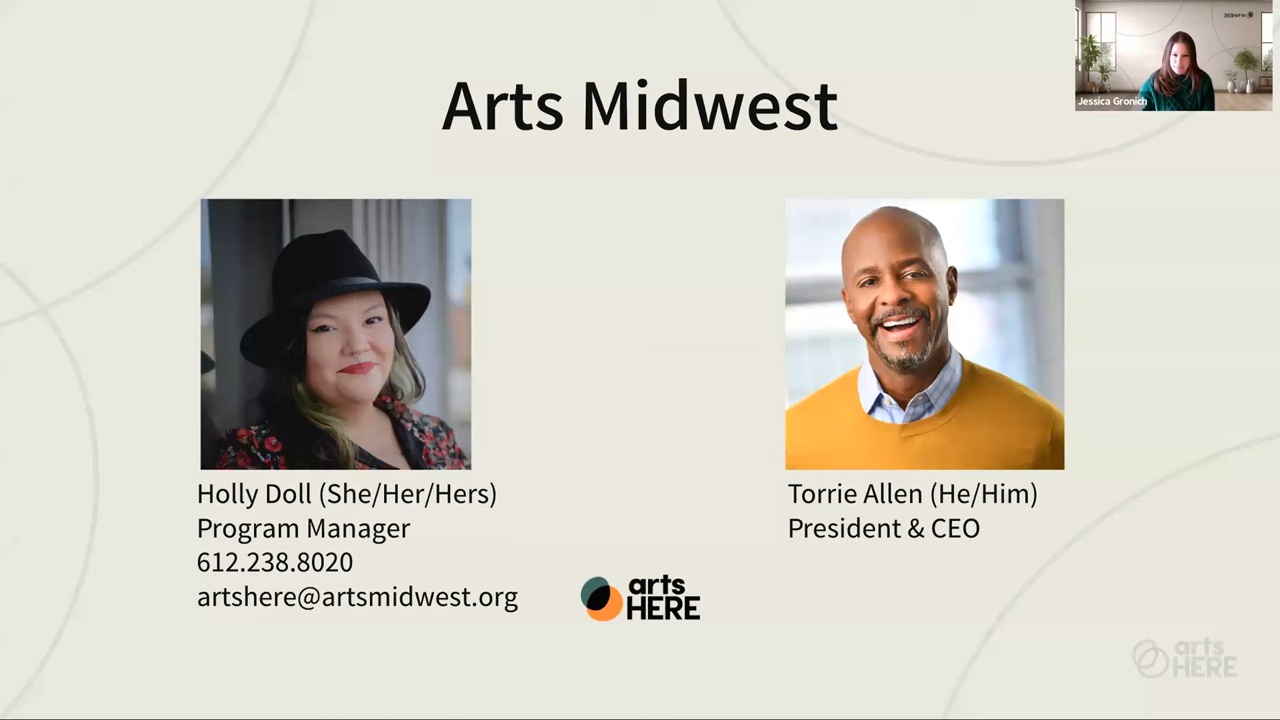 Arts Midwest
Jessica Gronich
Holly Doll (She/Her/Hers)
Program Manager
612.238.8020
artshere@artsmidwest.org
Torrie Allen (He/Him)
President & CEO
arts
HERE
arts
HERE